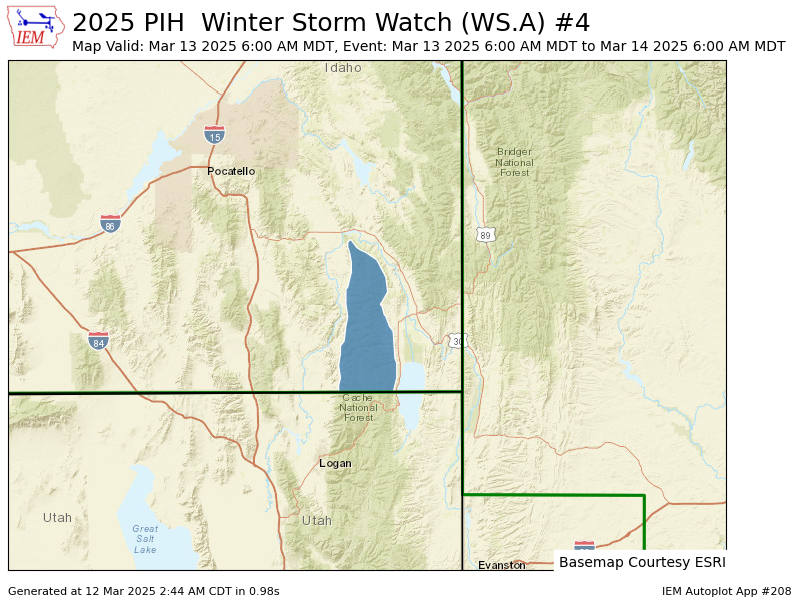 IEM
2025 PIH  Winter Storm Watch (WS.A) #4
Map Valid: Mar 13 2025 6:00 AM MDT, Event: Mar 13 2025 6:00 AM MDT to Mar 14 2025 6:00 AM MDT
Idaho
15
Bridger
National
Forest
Pocatello
86
89
84
30
Cache
National
Forest
Logan
Utah
Utah
Great
Salt
Lake
Evanston
Basemap Courtesy ESRI
Generated at 12 Mar 2025 2:44 AM CDT in 0.98s
IEM Autoplot App #208